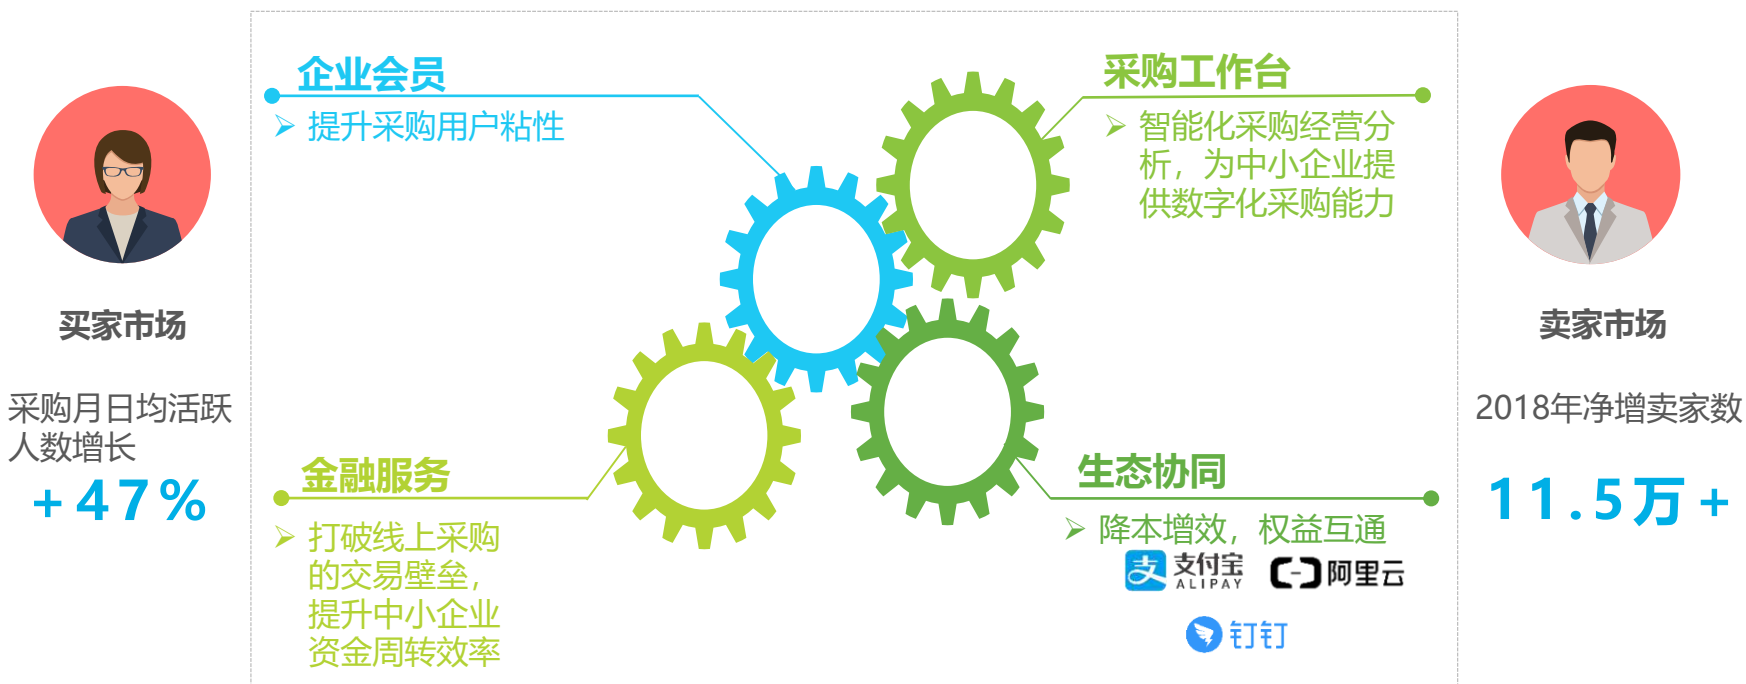 买家市场
采购月日均活跃
人数增长
+47%
企业会员
提升采购用户粘性
采购工作台
智能化采购经营分
析，为中小企业提
供数字化采购能力
金融服务
打破线上采购
的交易壁垒，
提升中小企业
资金周转效率
生态协同
降本增效，权益互通
支付宝
ALIPAY
阿里云
钉钉
卖家市场
2018年净增卖家数
11.5万+